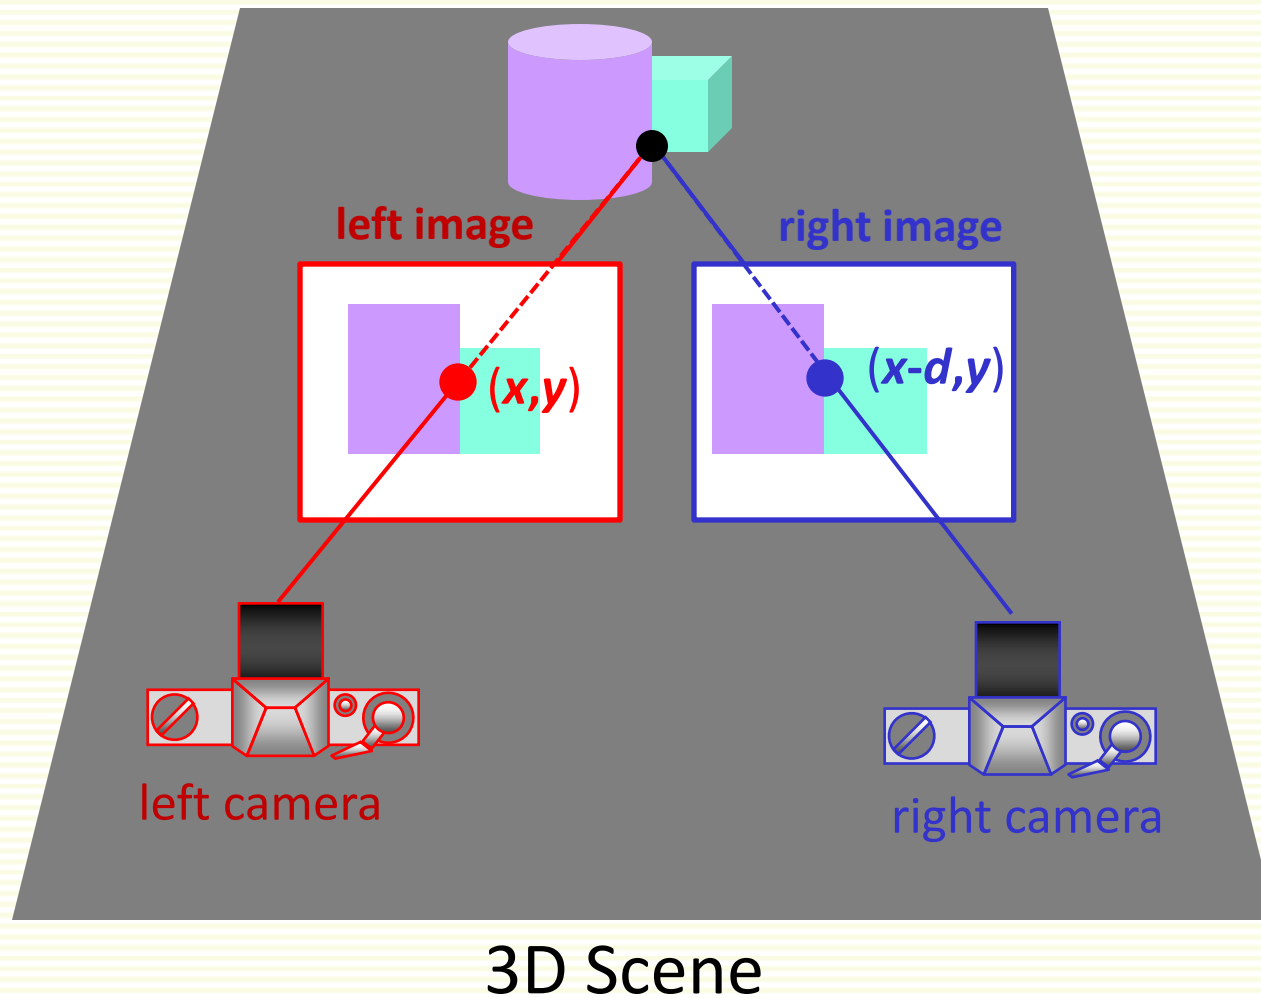 left image
right image
(x,y)
(x-d,y)
left camera
right camera
3D Scene